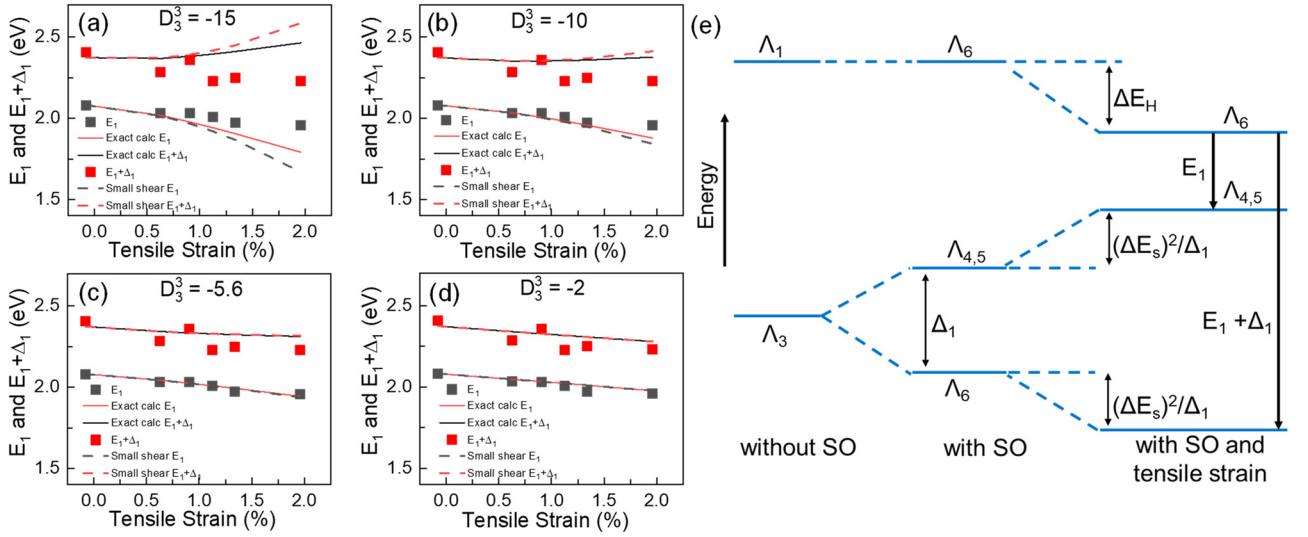 (a)
D₃³ = -15
E₁ and E₁+Δ₁ (eV)
2.5
2.0
1.5
E₁
Exact calc E₁
Exact calc E₁+Δ₁
E₁+Δ₁
Small shear E₁
Small shear E₁+Δ₁
0.0 0.5 1.0 1.5 2.0
Tensile Strain (%)
(b)
D₃³ = -10
E₁ and E₁+Δ₁ (eV)
2.5
2.0
1.5
E₁
Exact calc E₁
Exact calc E₁+Δ₁
E₁+Δ₁
Small shear E₁
Small shear E₁+Δ₁
0.0 0.5 1.0 1.5 2.0
Tensile Strain (%)
(c)
D₃³ = -5.6
E₁ and E₁+Δ₁ (eV)
2.5
2.0
1.5
E₁
Exact calc E₁
Exact calc E₁+Δ₁
E₁+Δ₁
Small shear E₁
Small shear E₁+Δ₁
0.0 0.5 1.0 1.5 2.0
Tensile Strain (%)
(d)
D₃³ = -2
E₁ and E₁+Δ₁ (eV)
2.5
2.0
1.5
E₁
Exact calc E₁
Exact calc E₁+Δ₁
E₁+Δ₁
Small shear E₁
Small shear E₁+Δ₁
0.0 0.5 1.0 1.5 2.0
Tensile Strain (%)
(e)
Energy
Λ₁
Λ₆
ΔE_H
Λ₆
E₁
Λ₄,₅
(ΔEₛ)²/Δ₁
Λ₄,₅
Δ₁
E₁ +Δ₁
Λ₃
Λ₆
(ΔEₛ)²/Δ₁
without SO
with SO
with SO and
tensile strain